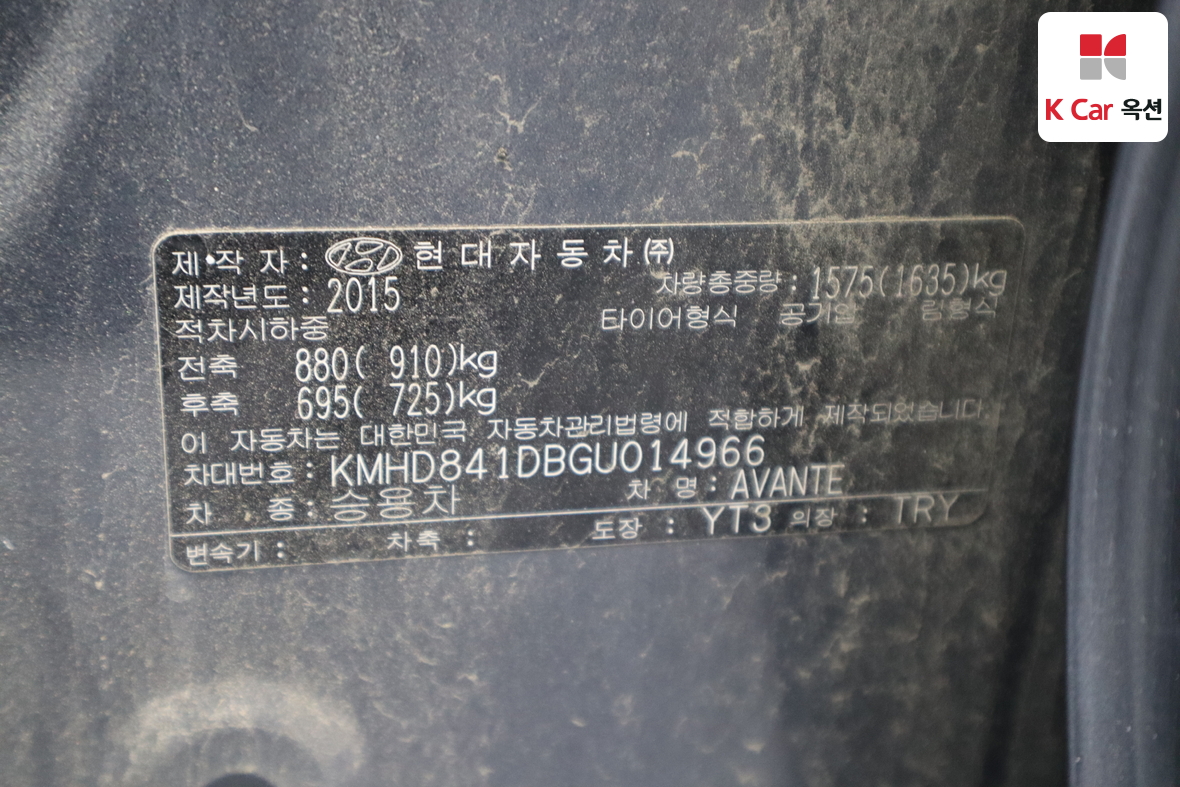 K Car 옥션
제•작 자 : 현대자동차㈜
제작년도 : 2015 차량총중량 : 1575(1635)kg
적차시하중 타이어형식 공기압 림형식
전축 880( 910)kg
후축 695( 725)kg
이 자동차는 대한민국 자동차관리법령에 적합하게 제작되었습니다.
차대번호 : KMHD841DBGU014966
차 종 : 승용차 차 명 : AVANTE
변속기 : 차축 : 도장 : YT3 의장 : TRY